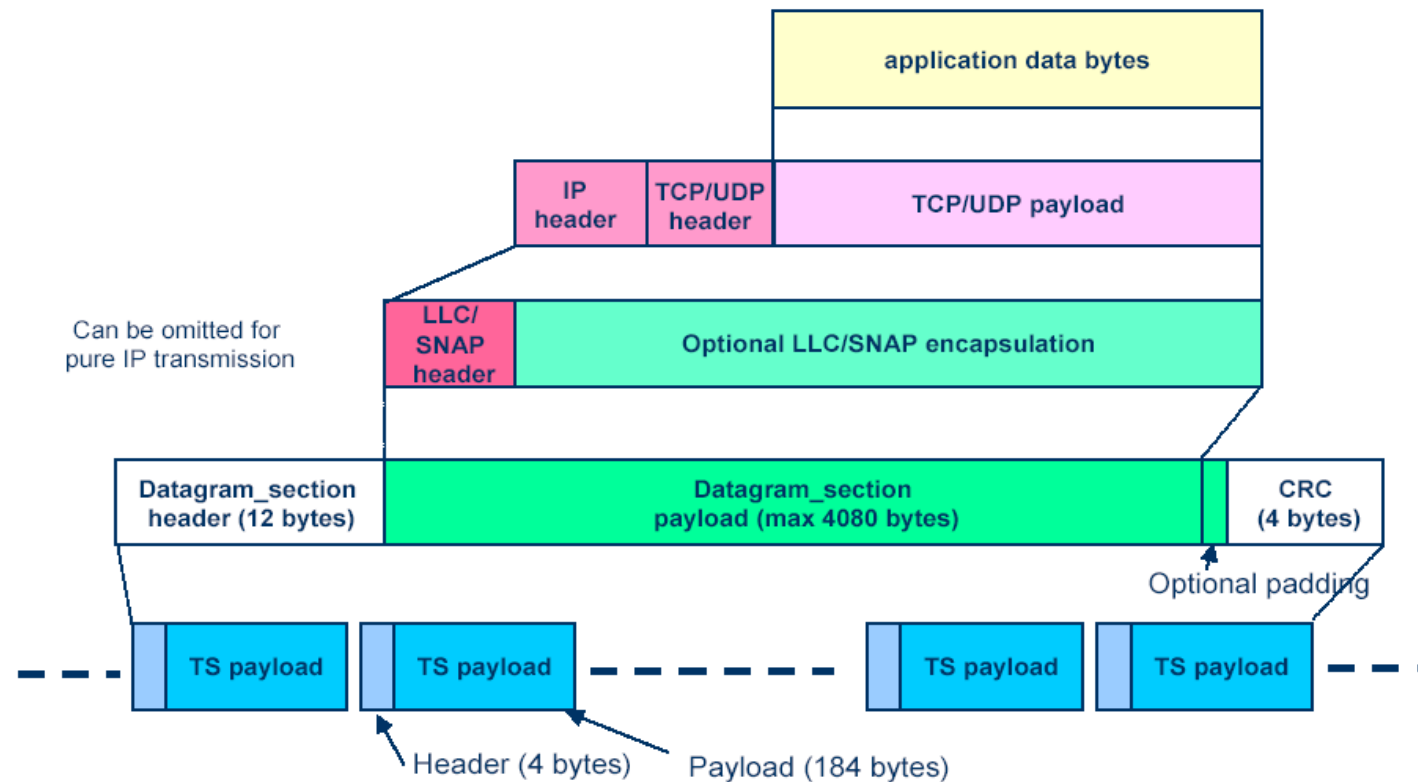 application data bytes
IP
header
TCP/UDP
header
TCP/UDP payload
Can be omitted for
pure IP transmission
LLC/
SNAP
header
Optional LLC/SNAP encapsulation
Datagram_section
header (12 bytes)
Datagram_section
payload (max 4080 bytes)
CRC
(4 bytes)
Optional padding
TS payload
TS payload
TS payload
TS payload
Header (4 bytes)
Payload (184 bytes)